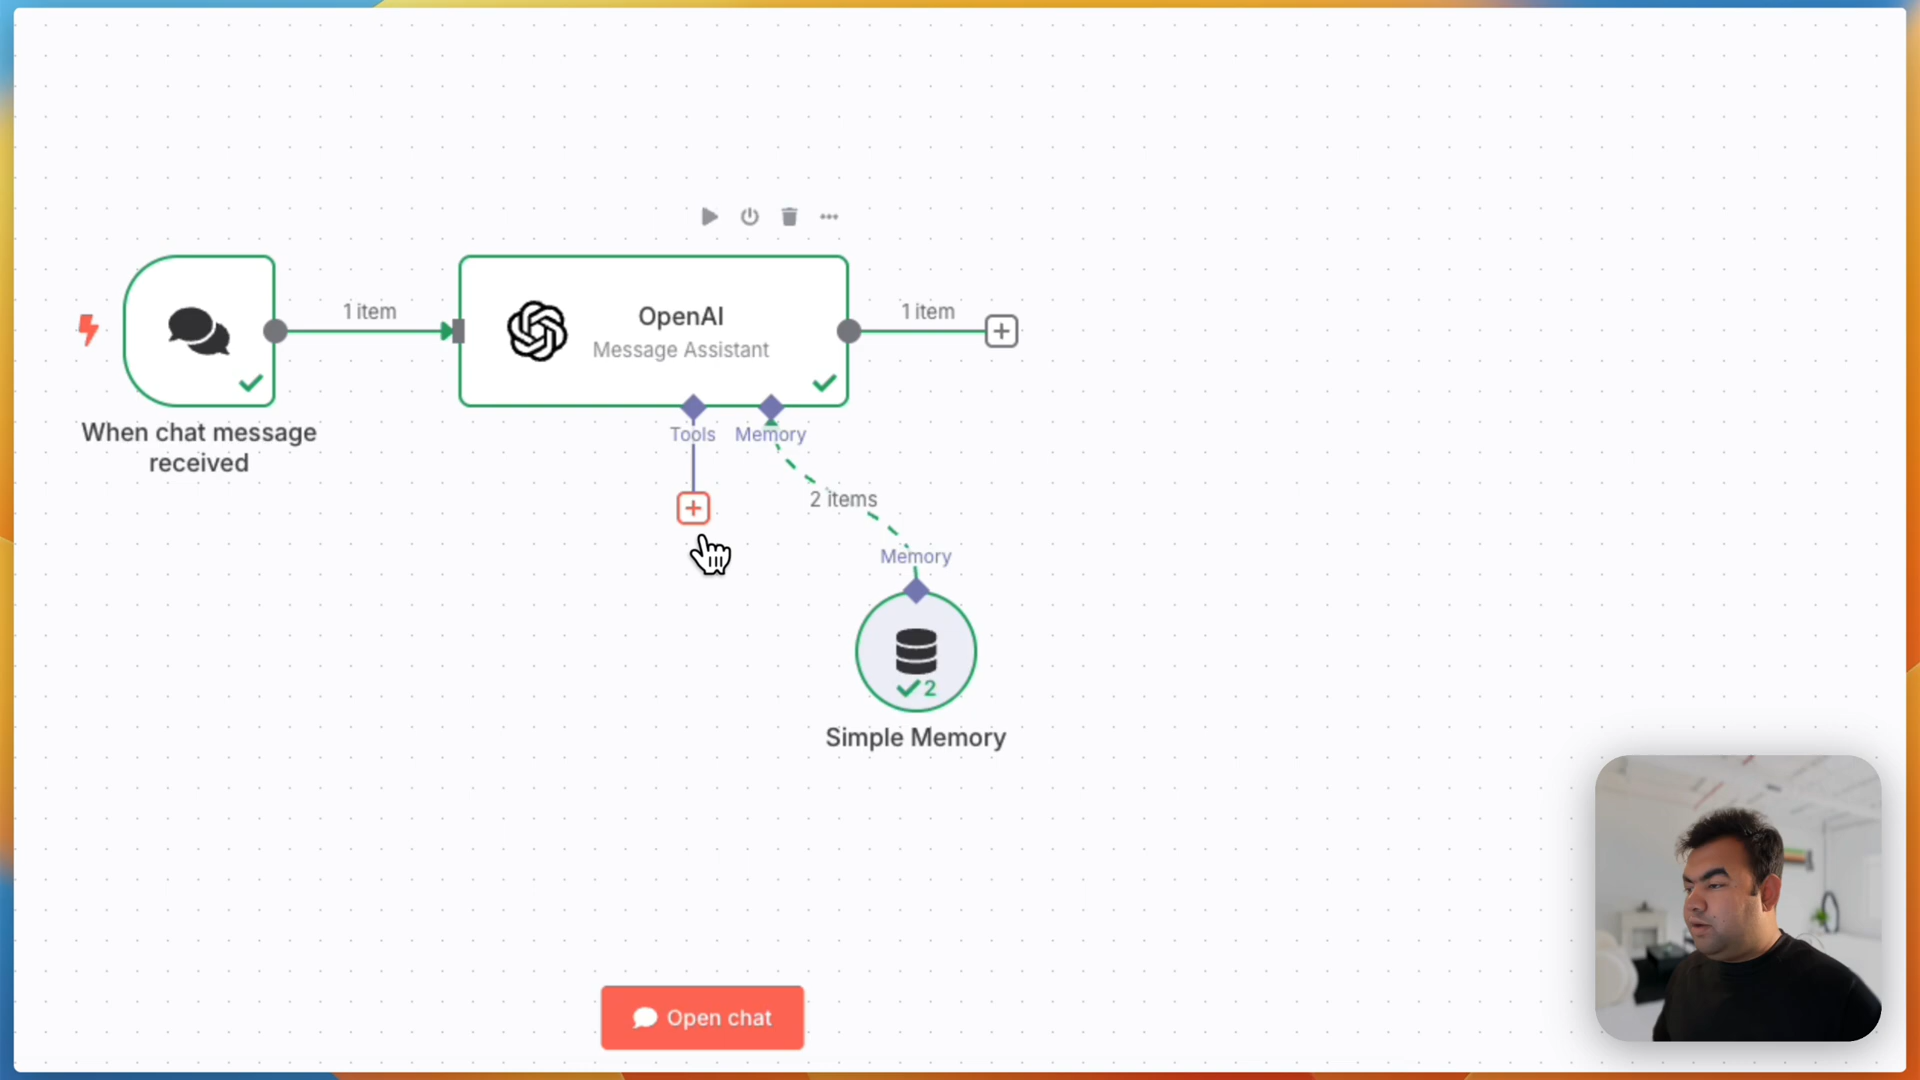 1 item
OpenAI
Message Assistant
1 item
When chat message
received
Tools
Memory
2 items
Memory
2
Simple Memory
Open chat